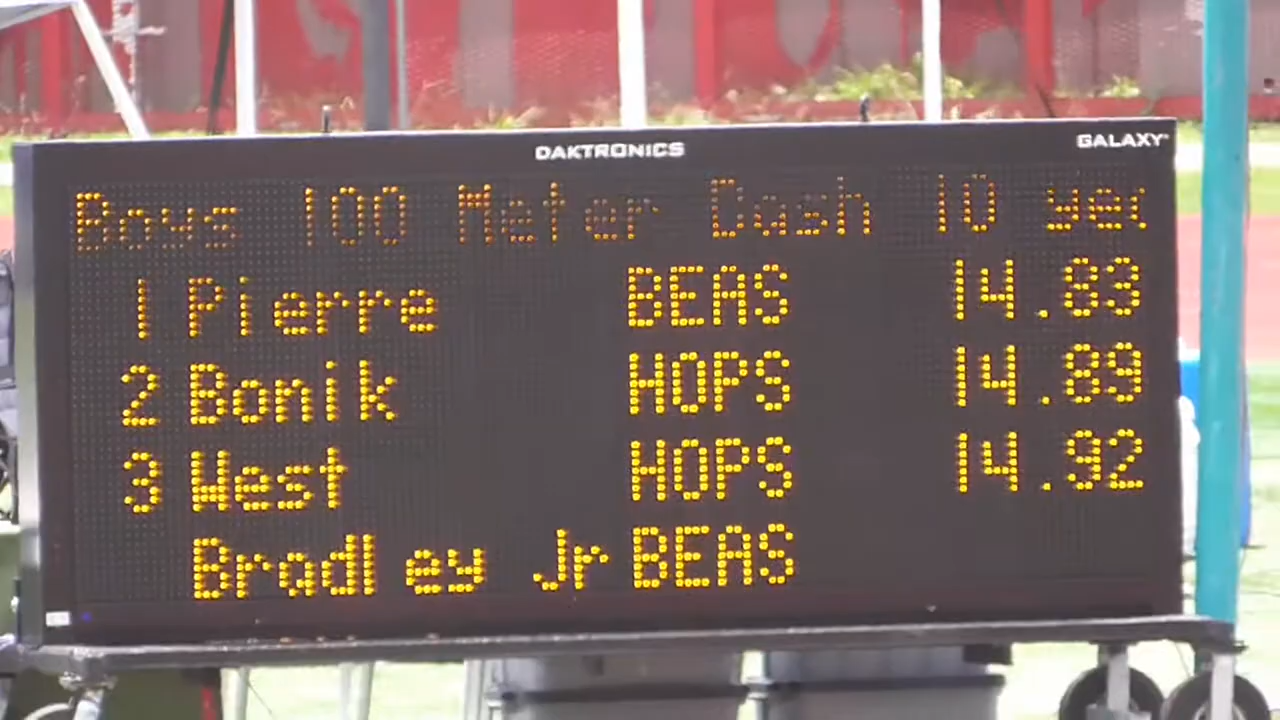 DAKTRONICS
GALAXY
Boys 100 Meter Dash 10 yea
1 Pierre BEAS 14.83
2 Bonik HOPS 14.89
3 West HOPS 14.92
Bradley Jr BEAS